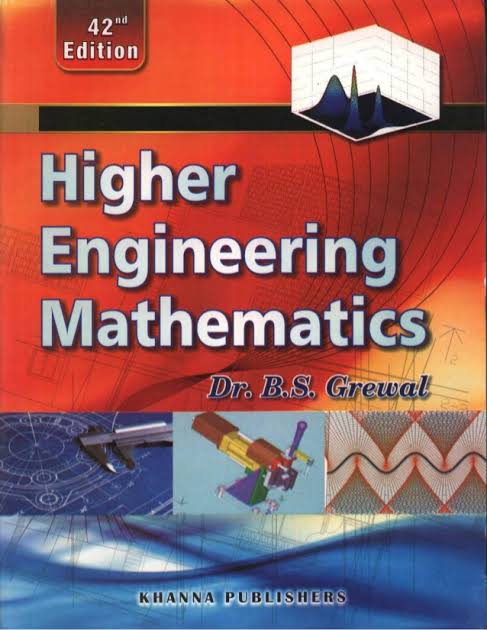 42nd
Edition
Higher
Engineering
Mathematics
Dr. B.S. Grewal
KHANNA PUBLISHERS